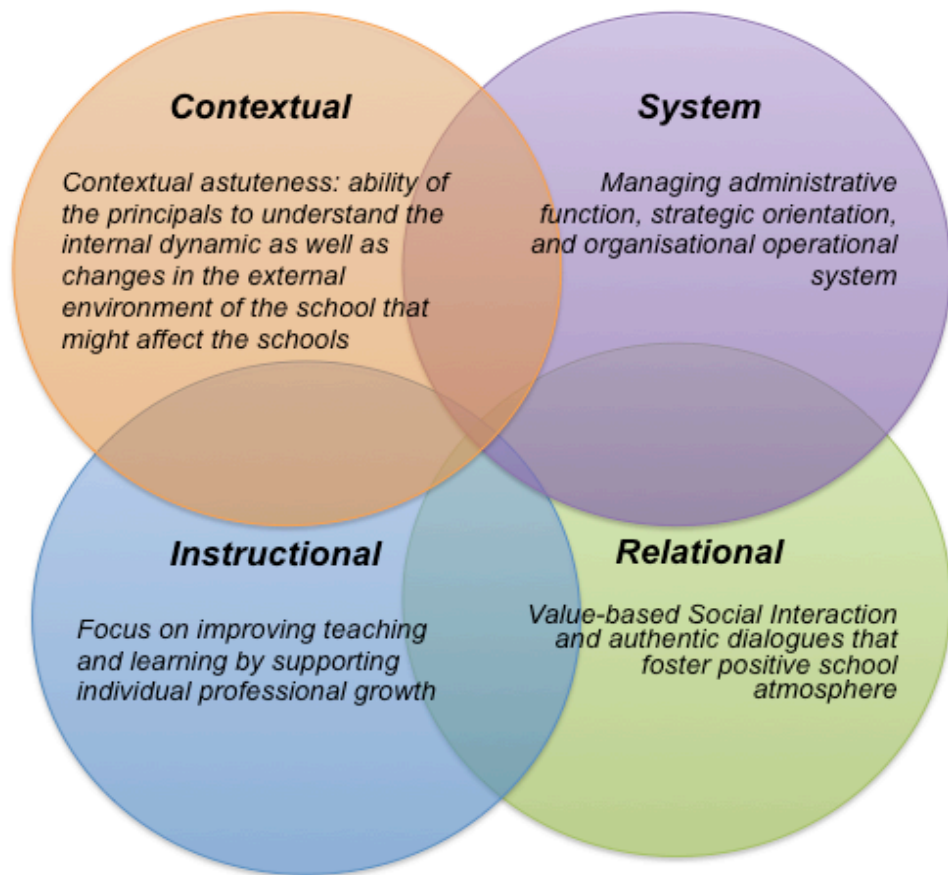 Contextual
Contextual astuteness: ability of
the principals to understand the
internal dynamic as well as
changes in the external
environment of the school that
might affect the schools
System
Managing administrative
function, strategic orientation,
and organisational operational
system
Instructional
Focus on improving teaching
and learning by supporting
individual professional growth
Relational
Value-based Social Interaction
and authentic dialogues that
foster positive school
atmosphere